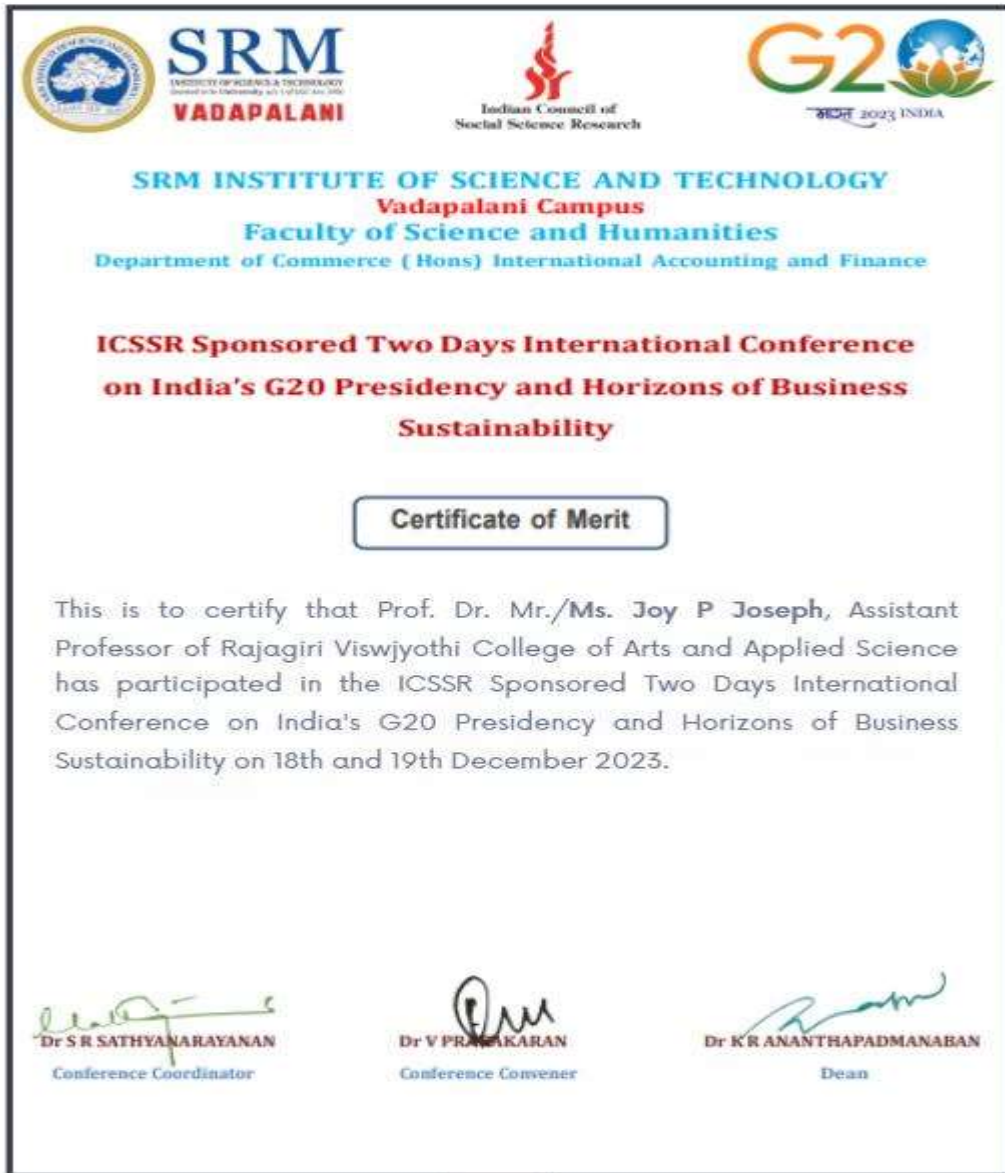 SRM
INSTITUTE OF SCIENCE & TECHNOLOGY
VADAPALANI
Indian Council of
Social Science Research
G20
भारत 2023 INDIA
SRM INSTITUTE OF SCIENCE AND TECHNOLOGY
Vadapalani Campus
Faculty of Science and Humanities
Department of Commerce ( Hons) International Accounting and Finance
ICSSR Sponsored Two Days International Conference
on India's G20 Presidency and Horizons of Business
Sustainability
Certificate of Merit
This is to certify that Prof. Dr. Mr./Ms. Joy P Joseph, Assistant
Professor of Rajagiri Viswjyothi College of Arts and Applied Science
has participated in the ICSSR Sponsored Two Days International
Conference on India's G20 Presidency and Horizons of Business
Sustainability on 18th and 19th December 2023.
Dr S R SATHYANARAYANAN
Conference Coordinator
Dr V PRABAKARAN
Conference Convener
Dr K R ANANTHAPADMANABAN
Dean